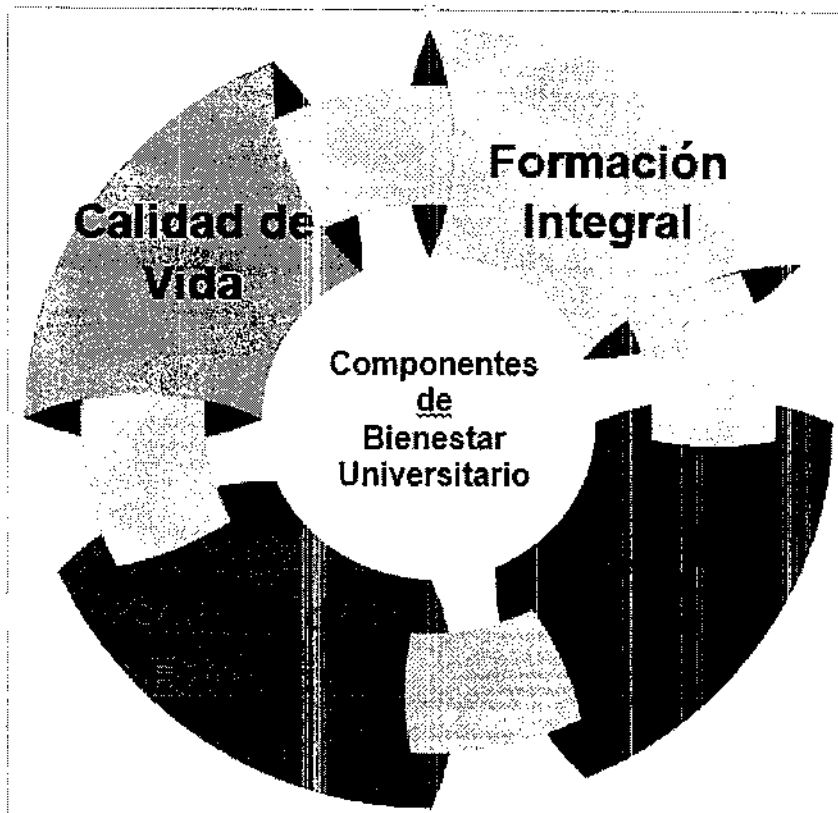 Formación
Integral
Calidad de
Vida
Componentes
de
Bienestar
Universitario